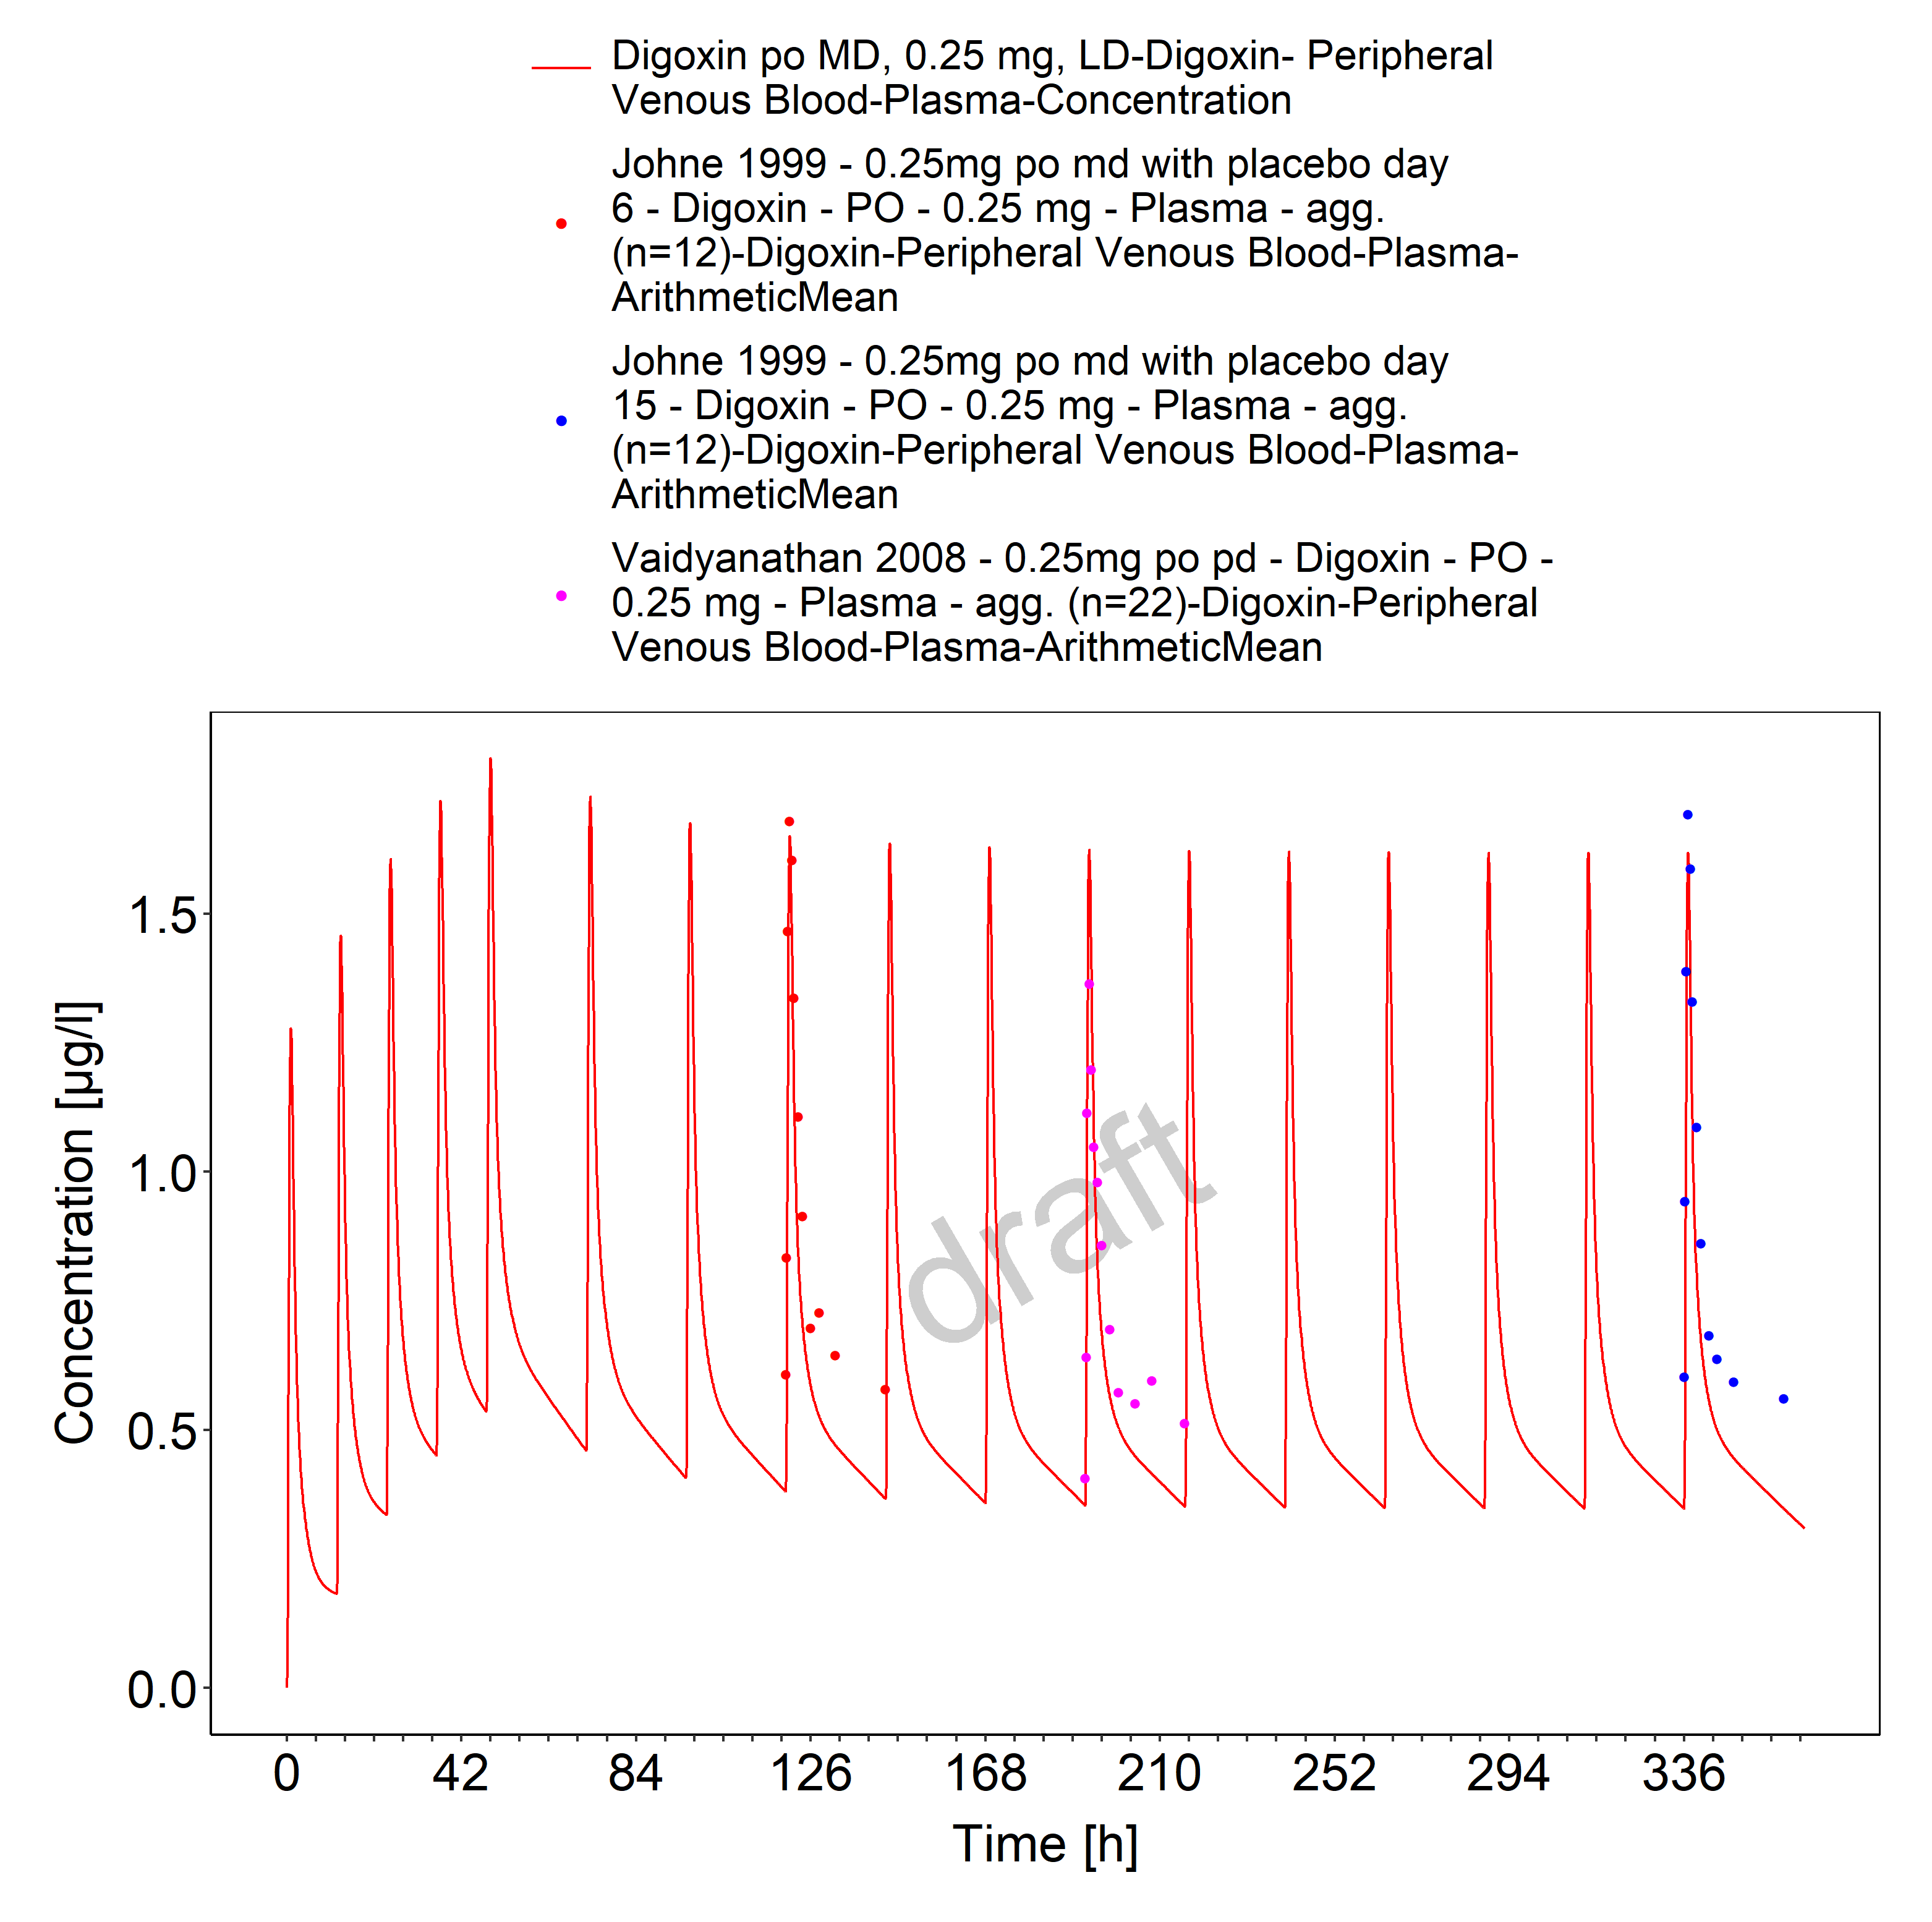 Digoxin po MD, 0.25 mg, LD-Digoxin- Peripheral
Venous Blood-Plasma-Concentration
Johne 1999 - 0.25mg po md with placebo day
6 - Digoxin - PO - 0.25 mg - Plasma - agg.
(n=12)-Digoxin-Peripheral Venous Blood-Plasma-
ArithmeticMean
Johne 1999 - 0.25mg po md with placebo day
15 - Digoxin - PO - 0.25 mg - Plasma - agg.
(n=12)-Digoxin-Peripheral Venous Blood-Plasma-
ArithmeticMean
Vaidyanathan 2008 - 0.25mg po pd - Digoxin - PO -
0.25 mg - Plasma - agg. (n=22)-Digoxin-Peripheral
Venous Blood-Plasma-ArithmeticMean
Concentration [µg/l]
1.5
1.0
0.5
0.0
draft
0 42 84 126 168 210 252 294 336
Time [h]